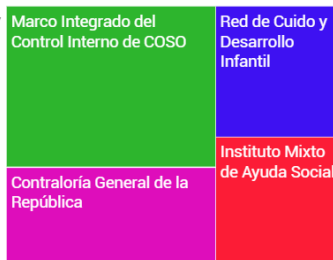 Marco Integrado del
Control Interno de COSO
Red de Cuido y
Desarrollo
Infantil
Contraloría General de la
República
Instituto Mixto
de Ayuda Social